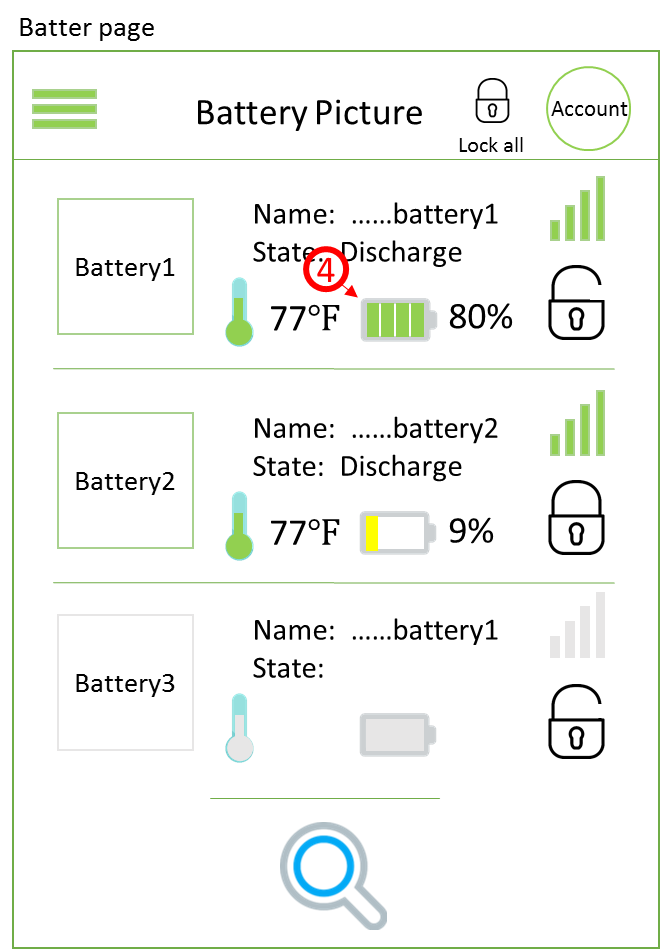 Batter page
Battery Picture
Lock all
Account
Battery1
Name: ......battery1
State: Discharge
4
77°F
80%
Battery2
Name: ......battery2
State: Discharge
77°F
9%
Battery3
Name: ......battery1
State: